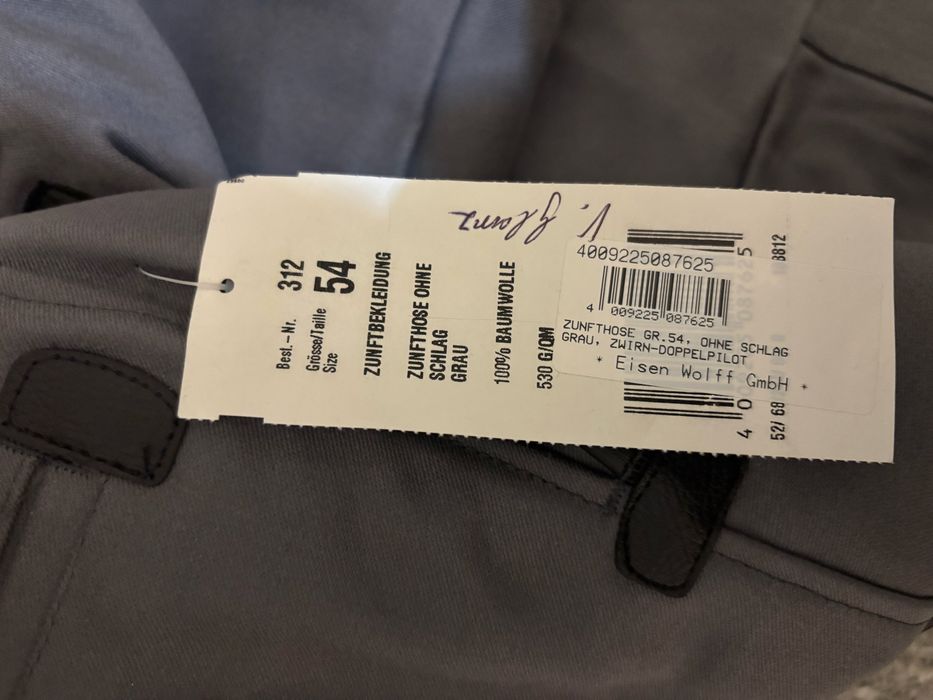 Best.-Nr. 312
Grösse/Taille
Size
54
ZUNFTBEKLEIDUNG
ZUNFTHOSE OHNE
SCHLAG
GRAU
100% BAUMWOLLE
530 G/QM
4009225087625
4 009225 087625
ZUNFTHOSE GR.54, OHNE SCHLAG
GRAU, ZWIRN-DOPPELPILOT
* Eisen Wolff GmbH *
52/ 68